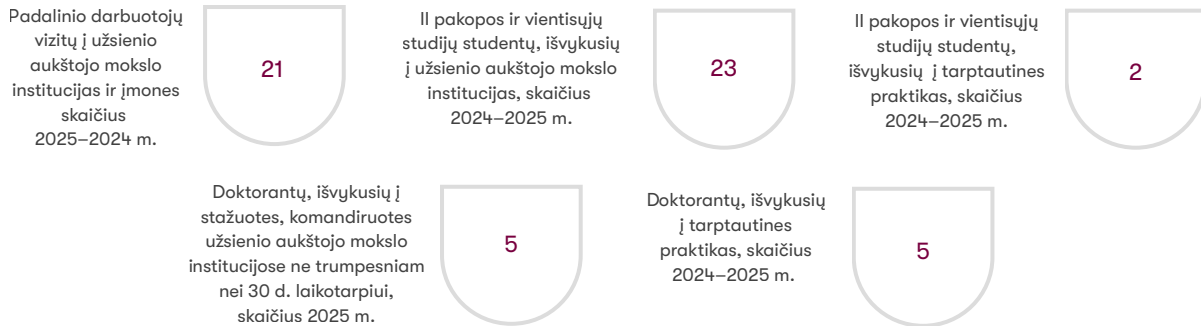 Padalinio darbuotojų
vizitų į užsienio
aukštojo mokslo
institucijas ir įmones
skaičius
2025–2024 m.
21
II pakopos ir vientisųjų
studijų studentų, išvykusių
į užsienio aukštojo mokslo
institucijas, skaičius
2024–2025 m.
23
II pakopos ir vientisųjų
studijų studentų,
išvykusių į tarptautines
praktikas, skaičius
2024–2025 m.
2
Doktorantų, išvykusių į
stažuotes, komandiruotes
užsienio aukštojo mokslo
institucijose ne trumpesniam
nei 30 d. laikotarpiui,
skaičius 2025 m.
5
Doktorantų, išvykusių
į tarptautines
praktikas, skaičius
2024–2025 m.
5